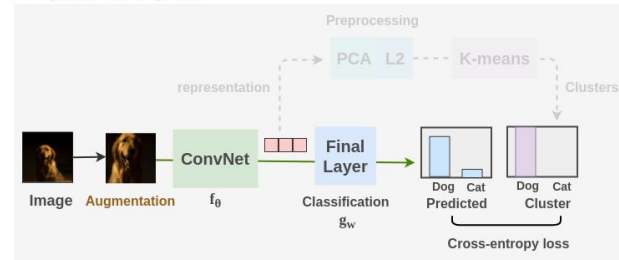 Preprocessing
PCA L2
K-means
representation
Clusters
ConvNet
Final
Layer
Dog Cat
Dog Cat
Image
Augmentation
fθ
Classification
gw
Predicted
Cluster
Cross-entropy loss